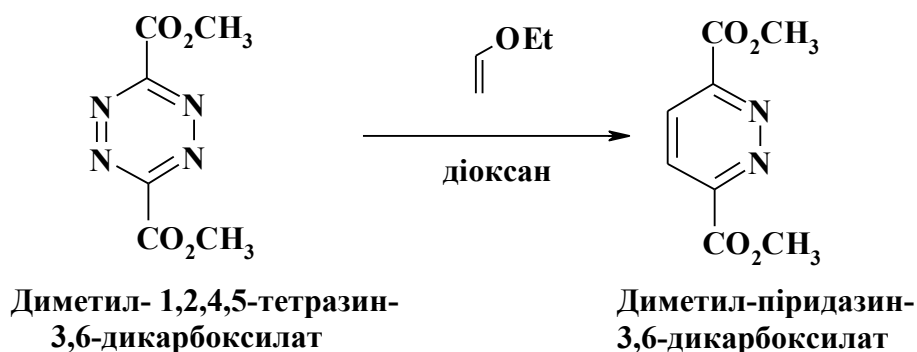 CO₂CH₃
N
N
N
N
CO₂CH₃
OEt
діоксан
CO₂CH₃
N
N
CO₂CH₃
Диметил- 1,2,4,5-тетразин-
3,6-дикарбоксилат
Диметил-піридазин-
3,6-дикарбоксилат